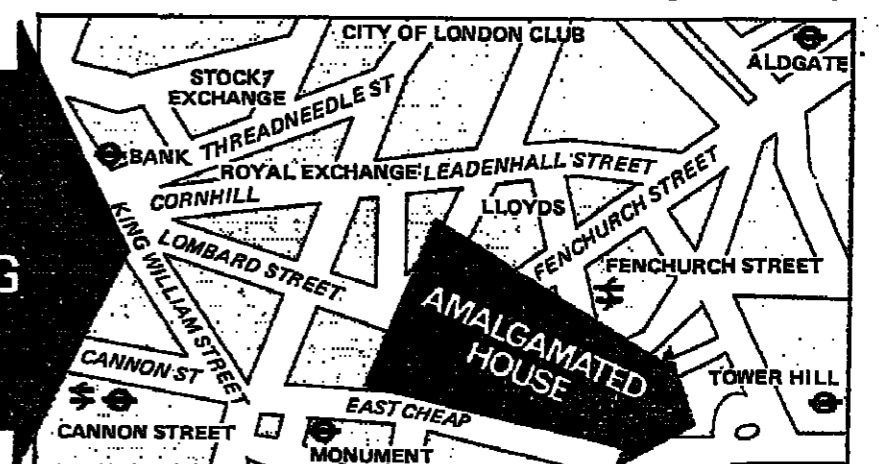 CITY OF LONDON CLUB
ALDGATE
STOCK
EXCHANGE
THREADNEEDLE ST
BANK
ROYAL EXCHANGE
LEADENHALL STREET
CORNHILL
LLOYDS
FENCHURCH STREET
KING WILLIAM STREET
LOMBARD STREET
FENCHURCH STREET
G
AMALGAMATED
HOUSE
CANNON ST
TOWER HILL
EAST CHEAP
CANNON STREET
MONUMENT